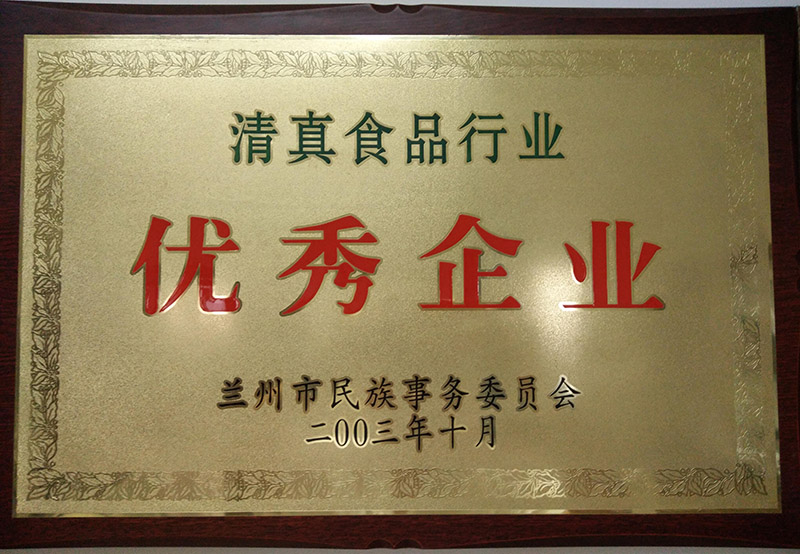 清真食品行业
优秀企业
兰州市民族事务委员会
二00三年十月